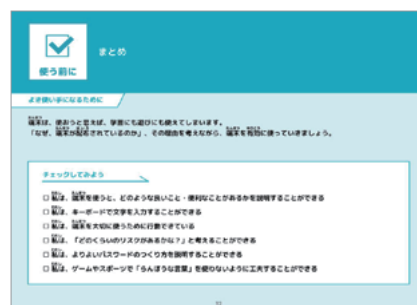 使う前に
まとめ
よき使い手になるために
端末は、使おうと思えば、学習にも遊びにも使えてしまいます。
「なぜ、端末が配布されているのか」、その理由を考えながら、端末を有効に使っていきましょう。
チェックしてみよう
□ 私は、端末を使うと、どのような良いこと・便利なことがあるかを説明することができる
□ 私は、キーボードで文字を入力することができる
□ 私は、端末を大切に使うために行動できている
□ 私は、「どのくらいのリスクがあるかな？」と考えることができる
□ 私は、よりよいパスワードのつくり方を説明することができる
□ 私は、ゲームやスポーツで「らんぼうな言葉」を使わないように工夫することができる